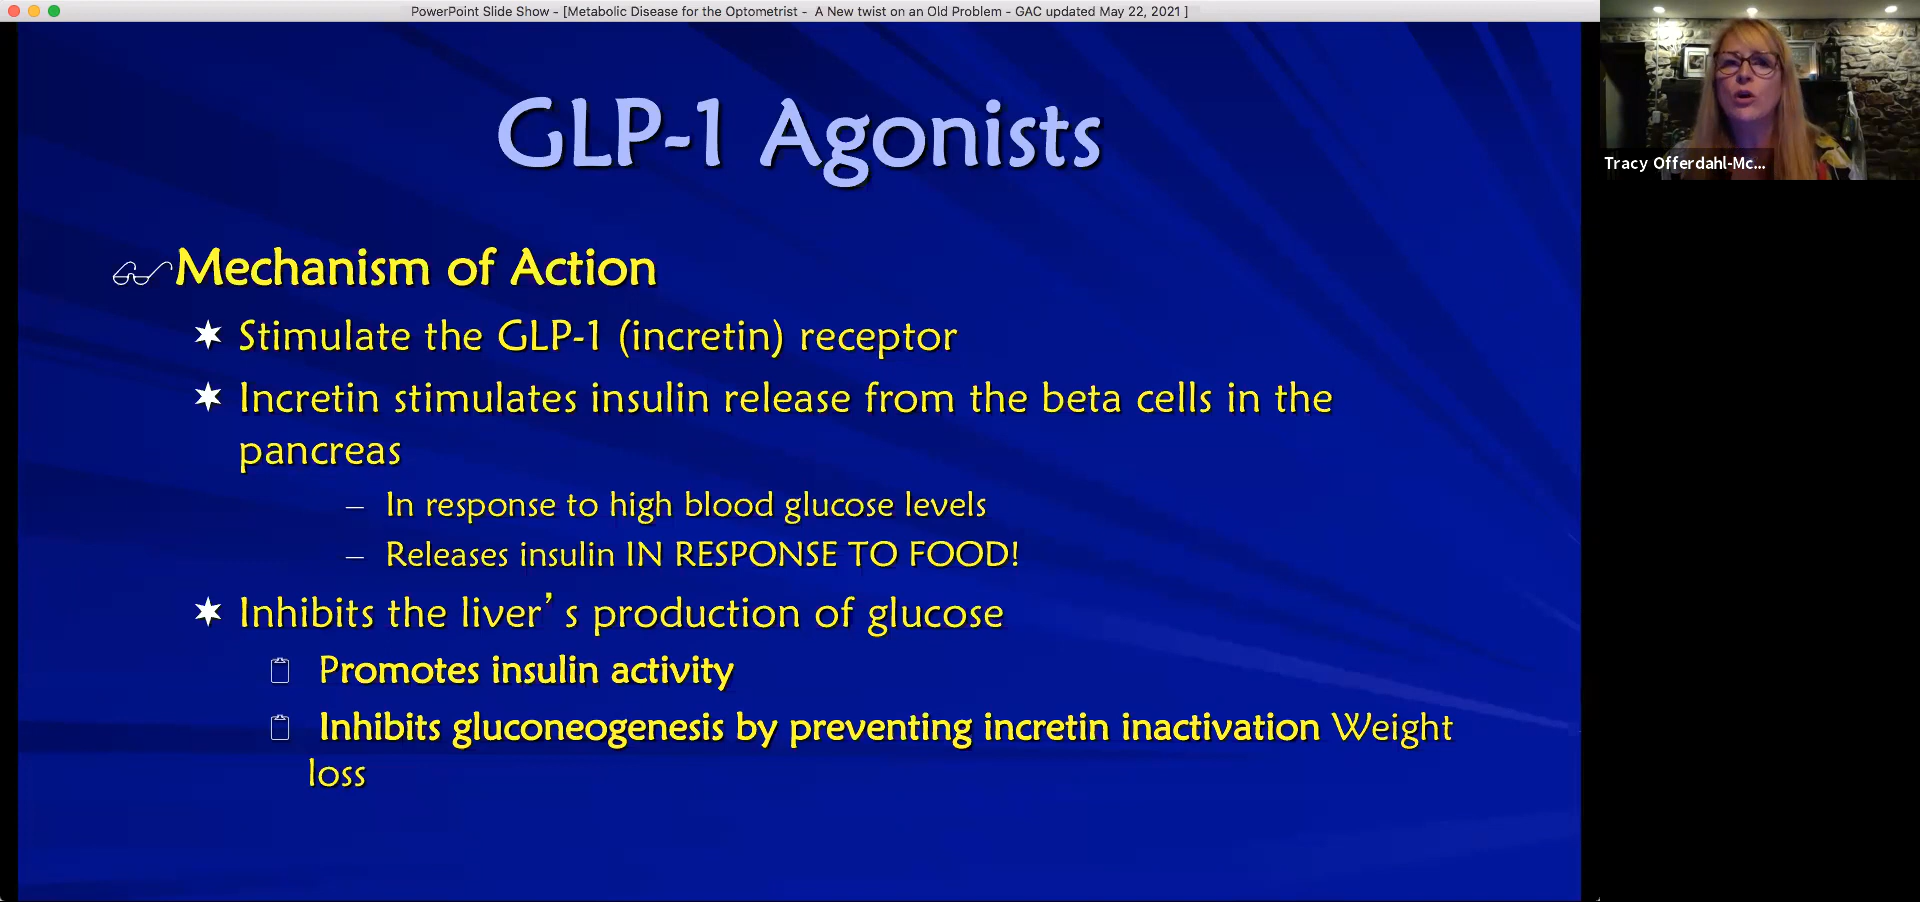 PowerPoint Slide Show - [Metabolic Disease for the Optometrist - A New twist on an Old Problem - GAC updated May 22, 2021 ]
GLP-1 Agonists
Mechanism of Action
Stimulate the GLP-1 (incretin) receptor
Incretin stimulates insulin release from the beta cells in the
pancreas
– In response to high blood glucose levels
– Releases insulin IN RESPONSE TO FOOD!
Inhibits the liver’s production of glucose
Promotes insulin activity
Inhibits gluconeogenesis by preventing incretin inactivation Weight
loss
Tracy Offerdahl-Mc...